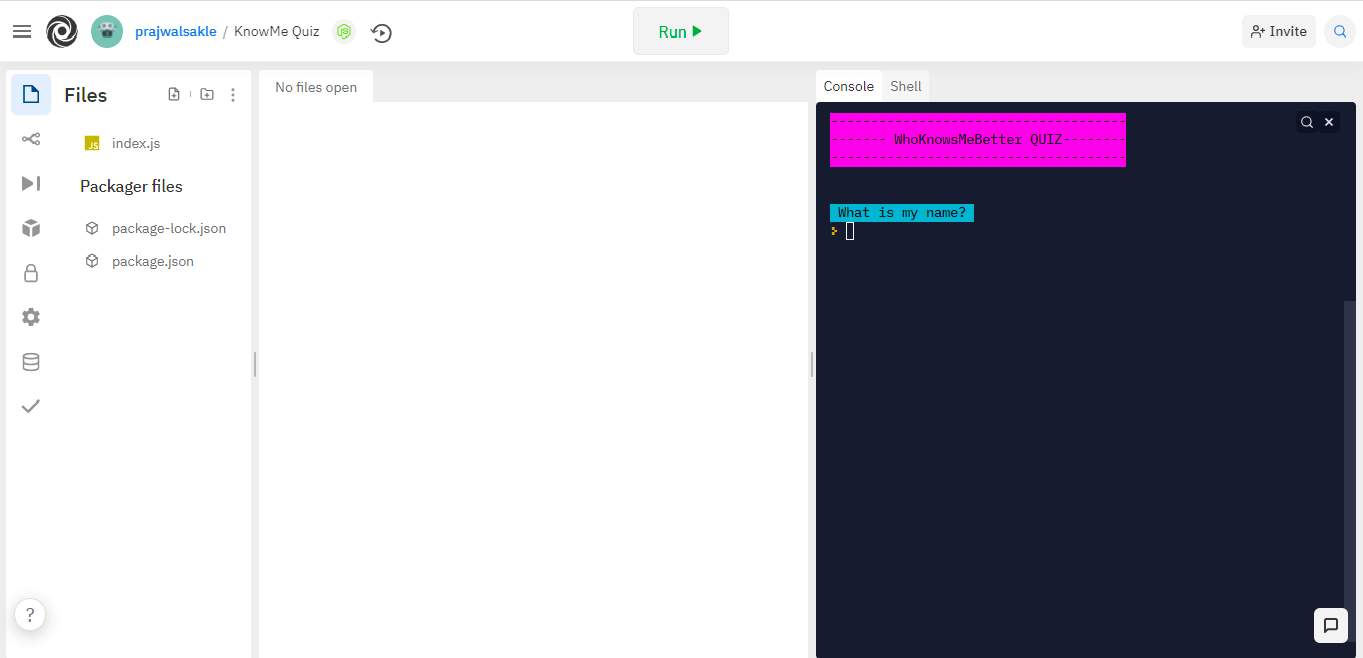 prajwalsakle / KnowMe Quiz
Run
Invite
Files
index.js
Packager files
package-lock.json
package.json
No files open
Console
Shell
-------------------------------------
------- WhoKnowsMeBetter QUIZ--------
-------------------------------------
What is my name?
>
?